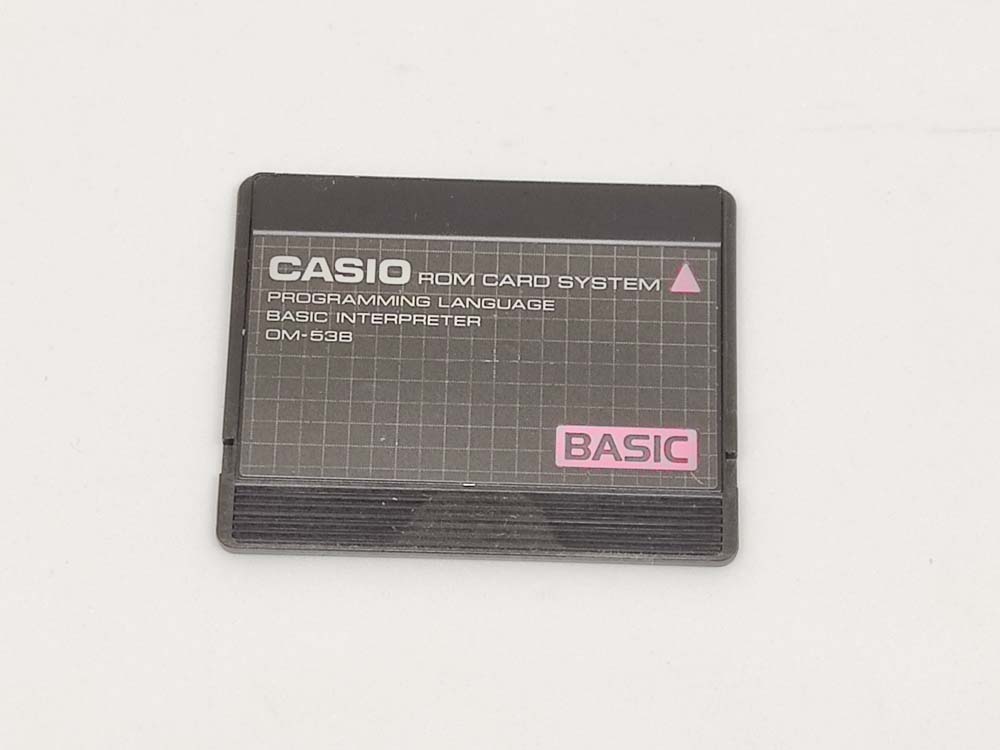 CASIO ROM CARD SYSTEM
PROGRAMMING LANGUAGE
BASIC INTERPRETER
OM-53B
BASIC